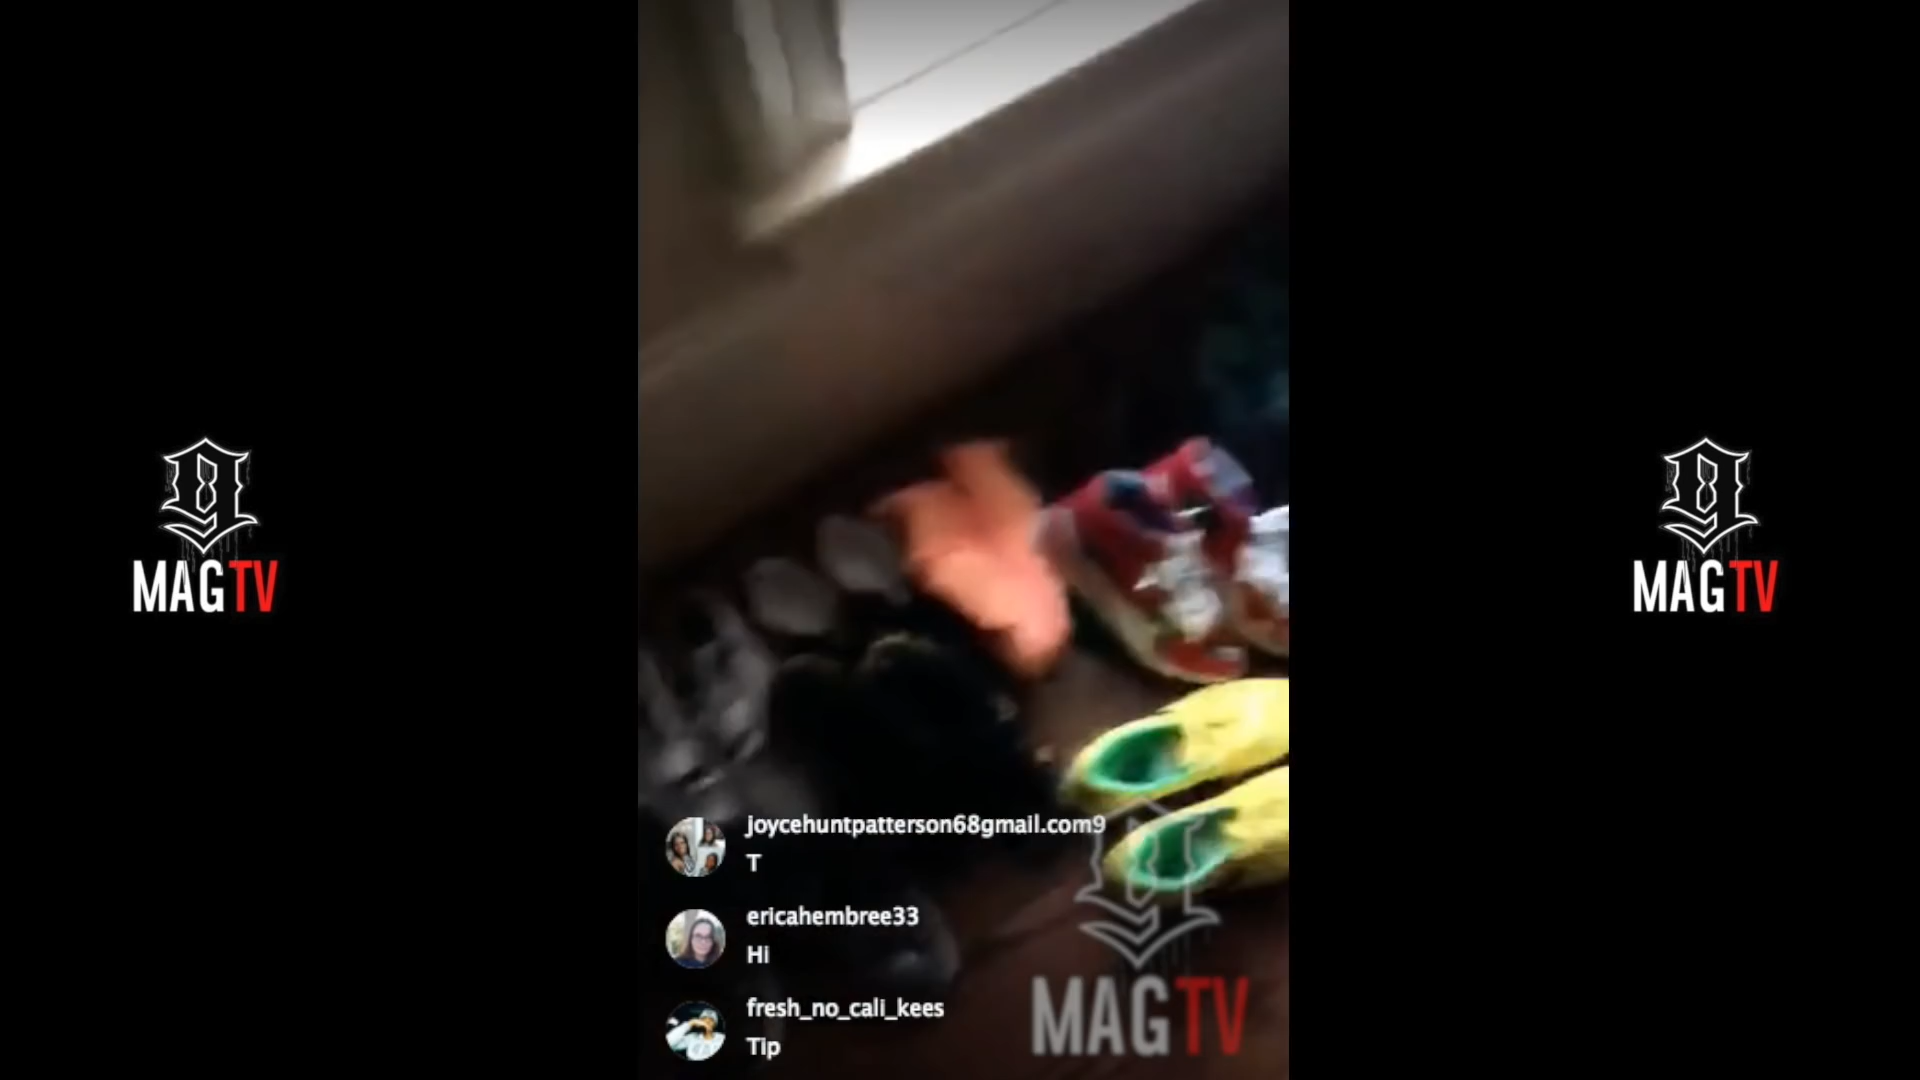 MAGTV
joycehuntpatterson68gmail.com9
T
ericahembree33
Hi
fresh_no_cali_kees
Tip
MAGTV
MAGTV